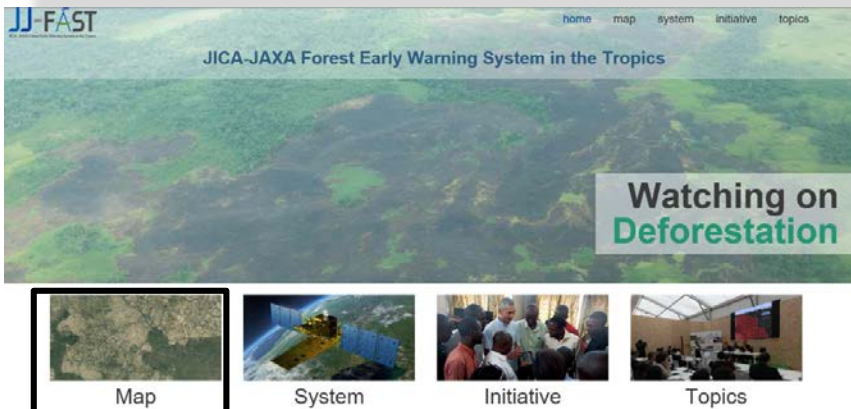 JJ-FAST
home map system initiative topics
JICA-JAXA Forest Early Warning System in the Tropics
Watching on
Deforestation
Map System Initiative Topics